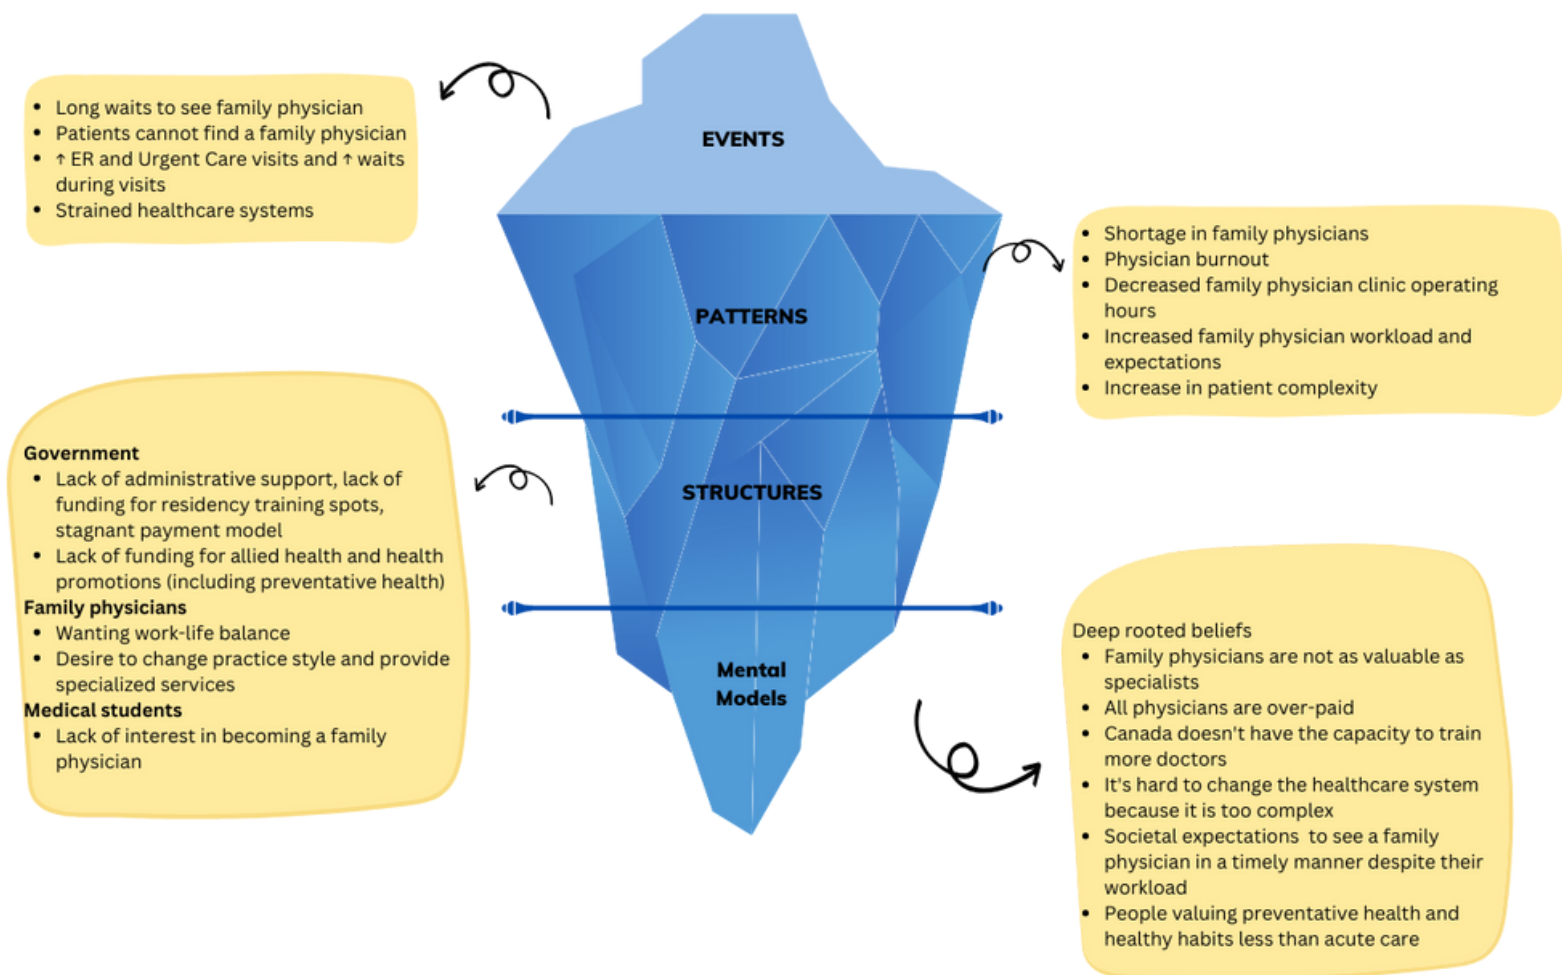 EVENTS
• Long waits to see family physician
• Patients cannot find a family physician
• ↑ ER and Urgent Care visits and ↑ waits
during visits
• Strained healthcare systems
PATTERNS
• Shortage in family physicians
• Physician burnout
• Decreased family physician clinic operating
hours
• Increased family physician workload and
expectations
• Increase in patient complexity
STRUCTURES
Government
• Lack of administrative support, lack of
funding for residency training spots,
stagnant payment model
• Lack of funding for allied health and health
promotions (including preventative health)
Family physicians
• Wanting work-life balance
• Desire to change practice style and provide
specialized services
Medical students
• Lack of interest in becoming a family
physician
Mental
Models
Deep rooted beliefs
• Family physicians are not as valuable as
specialists
• All physicians are over-paid
• Canada doesn't have the capacity to train
more doctors
• It's hard to change the healthcare system
because it is too complex
• Societal expectations to see a family
physician in a timely manner despite their
workload
• People valuing preventative health and
healthy habits less than acute care